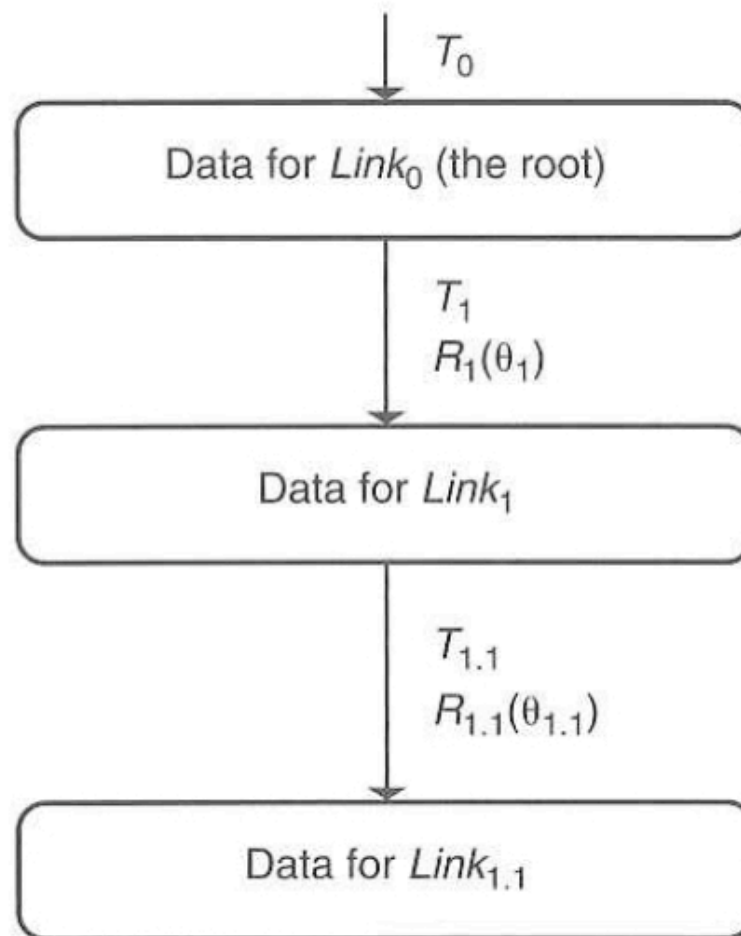 T₀
Data for Link₀ (the root)
T₁
R₁(θ₁)
Data for Link₁
T₁.₁
R₁.₁(θ₁.₁)
Data for Link₁.₁